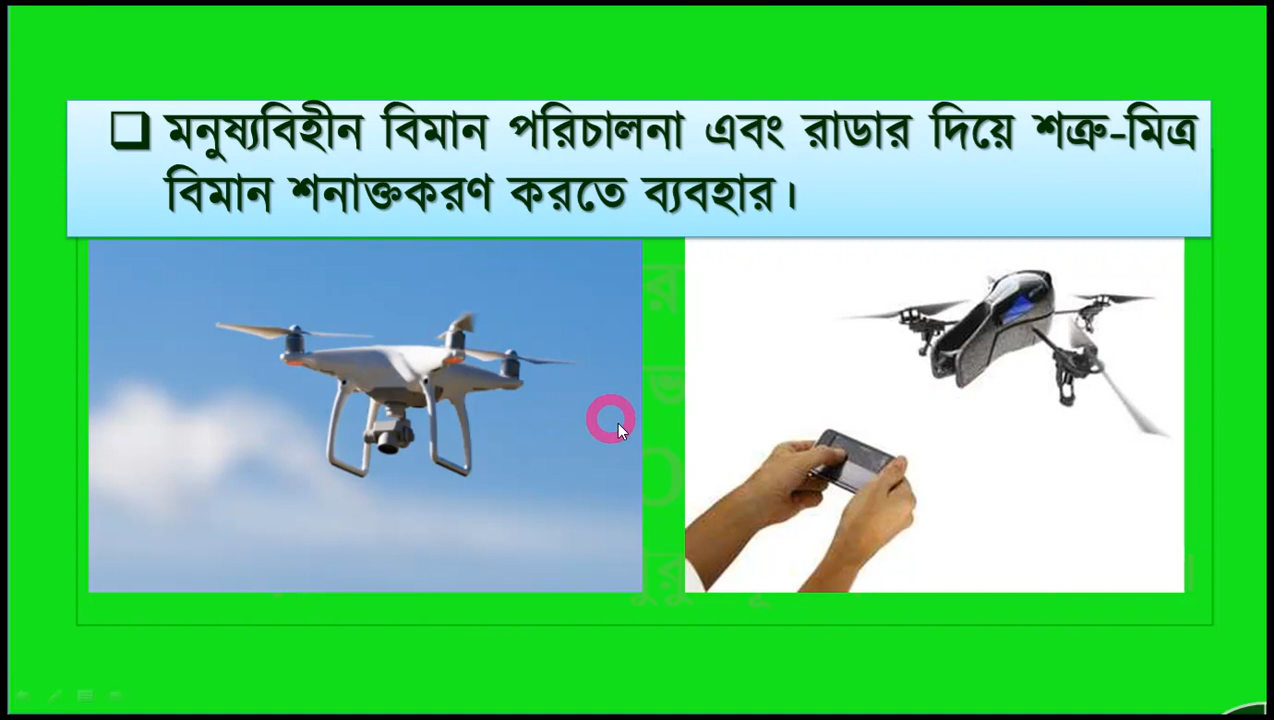 ❑ মনুষ্যবিহীন বিমান পরিচালনা এবং রাডার দিয়ে শত্রু-মিত্র
বিমান শনাক্তকরণ করতে ব্যবহার।